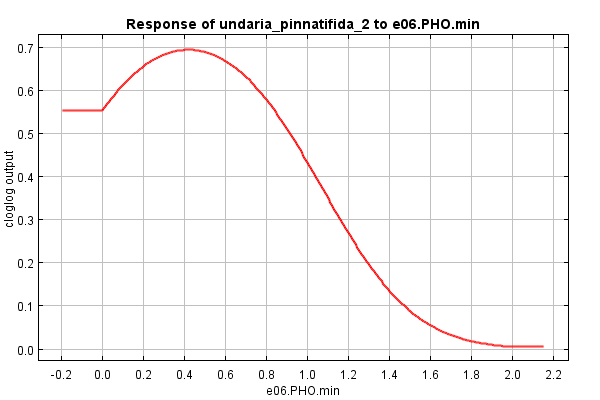 Response of undaria_pinnatifida_2 to e06.PHO.min
cloglog output
0.7
0.6
0.5
0.4
0.3
0.2
0.1
0.0
-0.2 0.0 0.2 0.4 0.6 0.8 1.0 1.2 1.4 1.6 1.8 2.0 2.2
e06.PHO.min